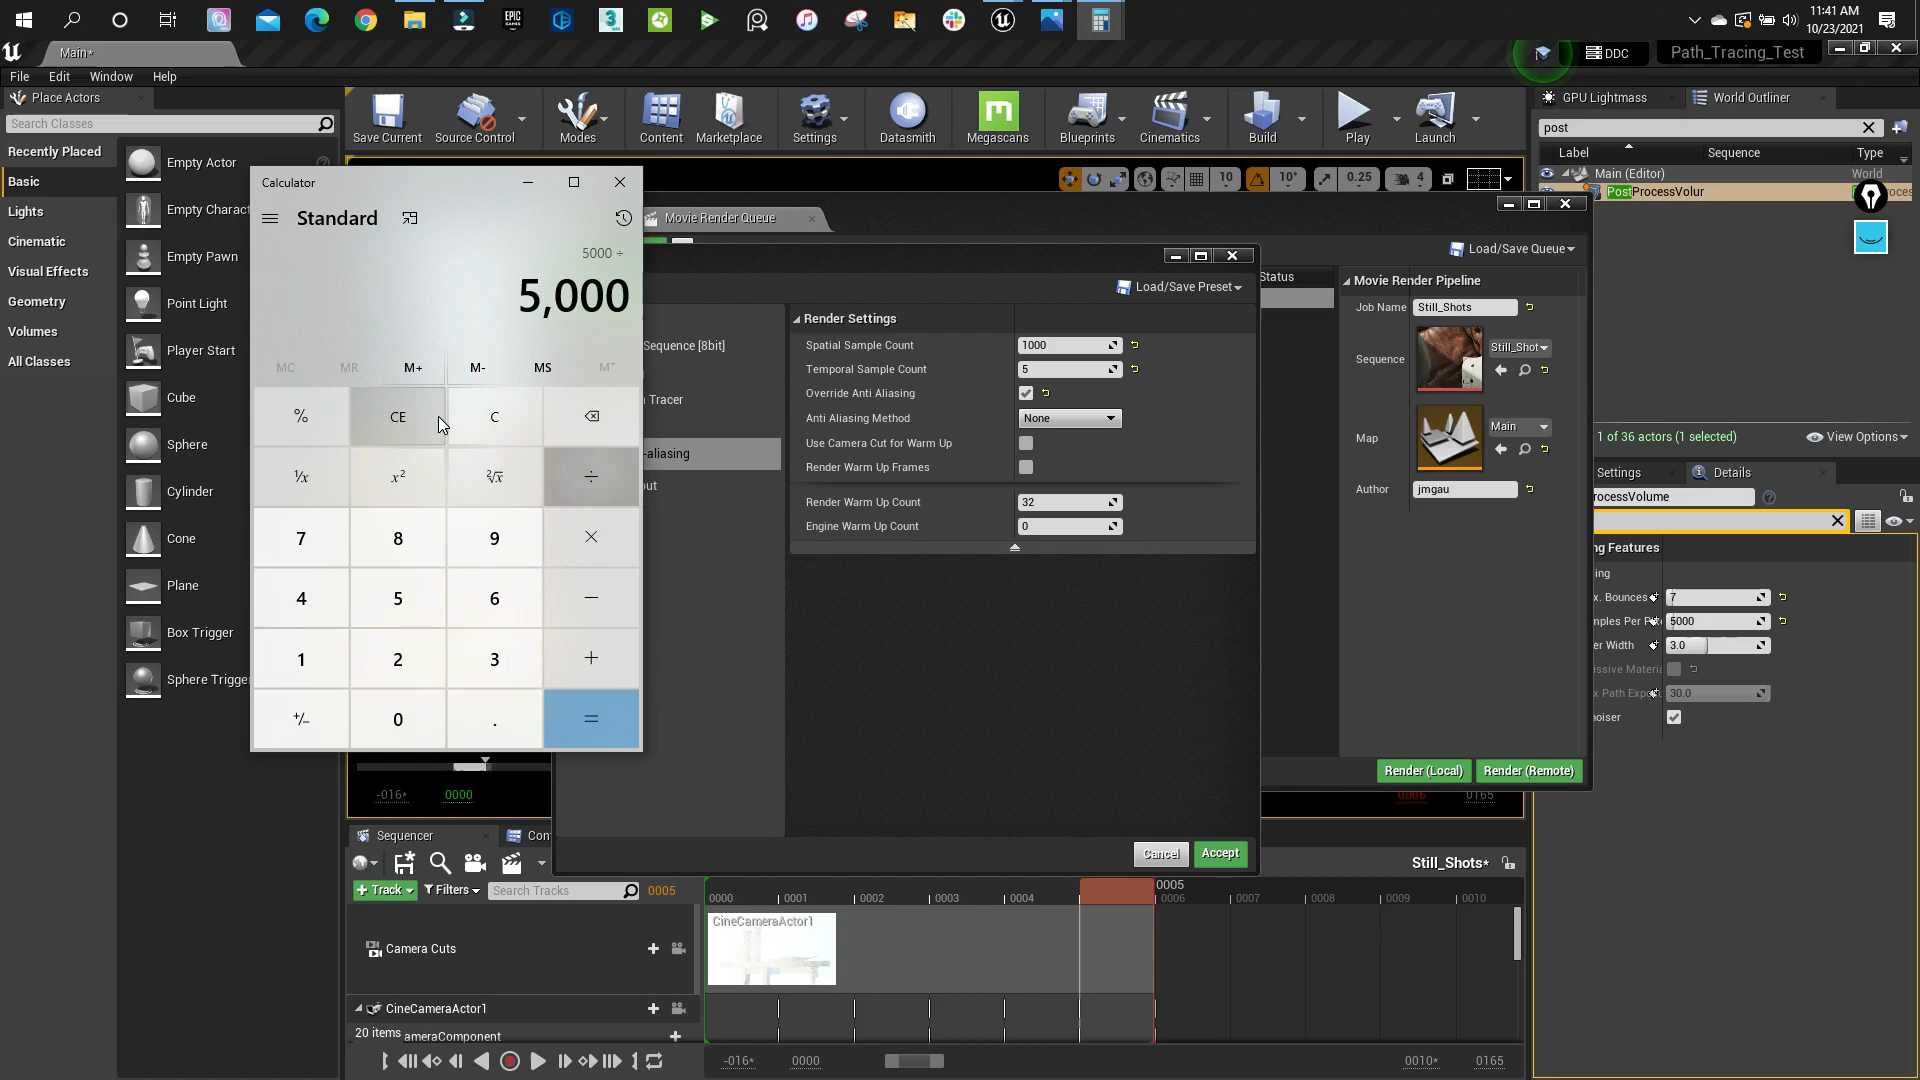 11:41 AM
10/23/2021
Main*
DDC
Path_Tracing_Test
File Edit Window Help
Place Actors
Search Classes
Recently Placed
Basic
Lights
Cinematic
Visual Effects
Geometry
Volumes
All Classes
Empty Actor
Empty Charact
Empty Pawn
Point Light
Player Start
Cube
Sphere
Cylinder
Cone
Plane
Box Trigger
Sphere Trigge
Save Current
Source Control
Modes
Content
Marketplace
Settings
Datasmith
Megascans
Blueprints
Cinematics
Build
Play
Launch
10 10° 0.25 4
Calculator
Standard
5000 ÷
5,000
MC MR M+ M- MS
% CE C
¹⁄x x² ²√x ÷
7 8 9 ×
4 5 6 −
1 2 3 +
+/− 0 . =
Movie Render Queue
Load/Save Queue
Load/Save Preset
Status
Sequence [8bit]
Tracer
-aliasing
Render Settings
Spatial Sample Count 1000
Temporal Sample Count 5
Override Anti Aliasing
Anti Aliasing Method None
Use Camera Cut for Warm Up
Render Warm Up Frames
Render Warm Up Count 32
Engine Warm Up Count 0
Cancel Accept
Movie Render Pipeline
Job Name Still_Shots
Sequence Still_Shot
Map Main
Author jmgau
Render (Local) Render (Remote)
GPU Lightmass World Outliner
post
Label Sequence Type
Main (Editor) World
PostProcessVolur
1 of 36 actors (1 selected) View Options
Settings Details
rocessVolume
ng Features
x. Bounces 7
5000
er Width 3.0
30.0
oiser
-016* 0000 0006 0165
Sequencer Con
Still_Shots*
Track Filters Search Tracks 0005
0000 0001 0002 0003 0004 0005 0006 0007 0008 0009 0010
Camera Cuts
CineCameraActor1
CineCameraActor1
20 items ameraComponent
-016* 0000 0010* 0165